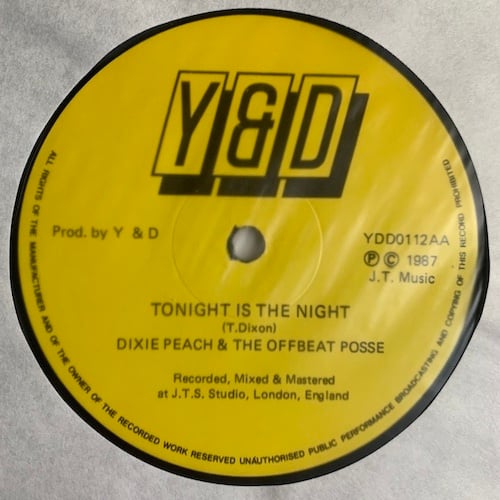 Y&D
Prod. by Y & D
YDD0112AA
Ⓟ © 1987
J.T. Music
TONIGHT IS THE NIGHT
(T.Dixon)
DIXIE PEACH & THE OFFBEAT POSSE
Recorded, Mixed & Mastered
at J.T.S. Studio, London, England
ALL RIGHTS OF THE MANUFACTURER AND OF THE OWNER OF THE RECORDED WORK RESERVED UNAUTHORISED PUBLIC PERFORMANCE BROADCASTING AND COPYING OF THIS RECORD PROHIBITED